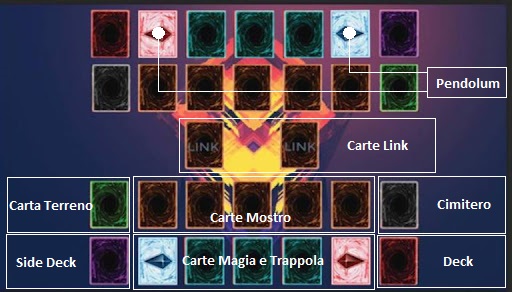 Pendolum
LINK
LINK
Carte Link
Carta Terreno
Carte Mostro
Cimitero
Side Deck
Carte Magia e Trappola
Deck